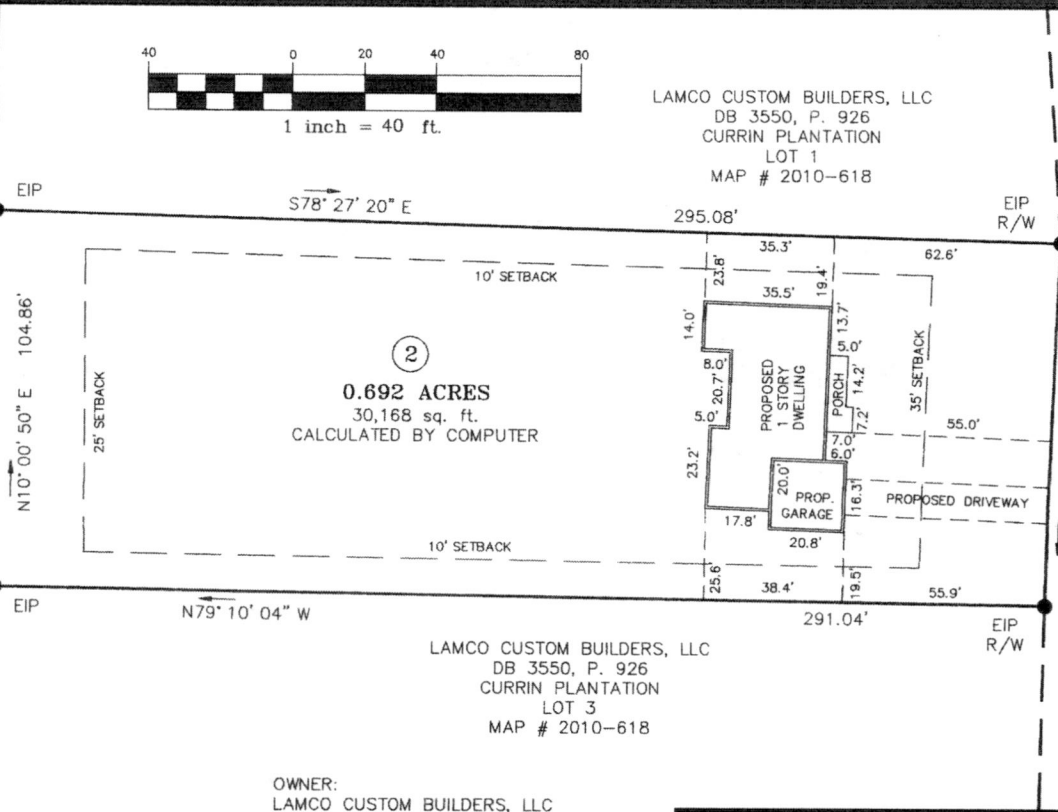 40 0 20 40 80
1 inch = 40 ft.
LAMCO CUSTOM BUILDERS, LLC
DB 3550, P. 926
CURRIN PLANTATION
LOT 1
MAP # 2010-618
EIP
S78° 27' 20" E
295.08'
EIP
R/W
35.3'
62.6'
23.8'
19.4'
10' SETBACK
35.5'
N10° 00' 50" E 104.86'
25' SETBACK
2
0.692 ACRES
30,168 sq. ft.
CALCULATED BY COMPUTER
14.0'
8.0'
20.7'
5.0'
23.2'
PROPOSED
1 STORY
DWELLING
13.7'
5.0'
PORCH
14.2'
7.2'
35' SETBACK
55.0'
7.0'
6.0'
20.0'
PROP.
GARAGE
16.3'
PROPOSED DRIVEWAY
17.8'
20.8'
10' SETBACK
25.6'
38.4'
19.5'
55.9'
EIP
N79° 10' 04" W
291.04'
EIP
R/W
LAMCO CUSTOM BUILDERS, LLC
DB 3550, P. 926
CURRIN PLANTATION
LOT 3
MAP # 2010-618
OWNER:
LAMCO CUSTOM BUILDERS, LLC